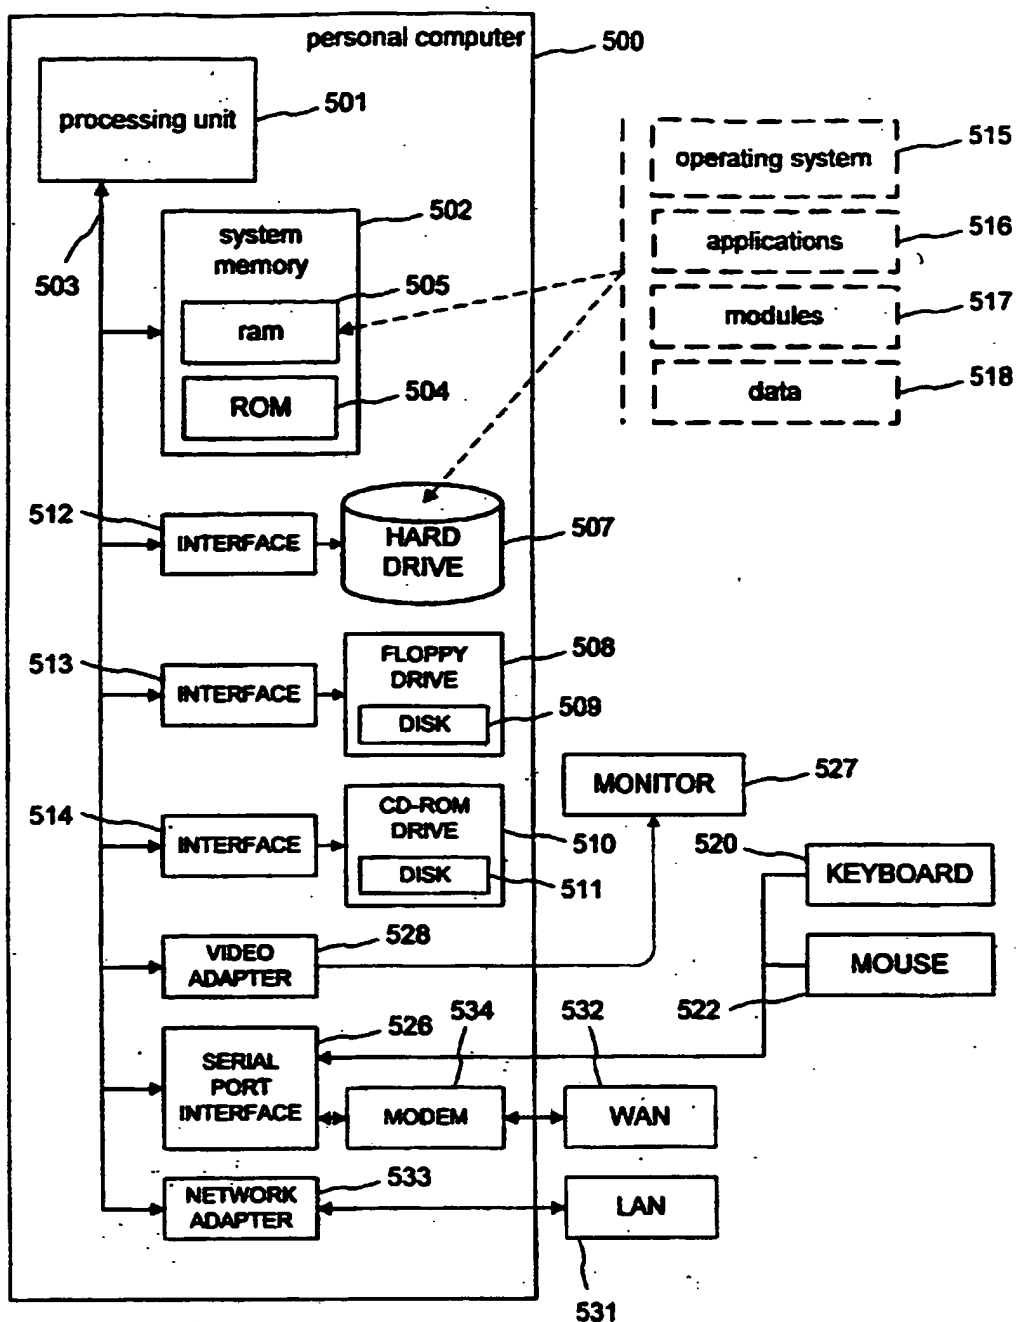 personal computer
500
processing unit
501
503
system
memory
502
ram
505
ROM
504
operating system
515
applications
516
modules
517
data
518
512
INTERFACE
HARD
DRIVE
507
513
INTERFACE
FLOPPY
DRIVE
508
DISK
509
514
INTERFACE
CD-ROM
DRIVE
510
DISK
511
MONITOR
527
520
KEYBOARD
MOUSE
522
VIDEO
ADAPTER
528
SERIAL
PORT
INTERFACE
526
534
MODEM
532
WAN
NETWORK
ADAPTER
533
LAN
531